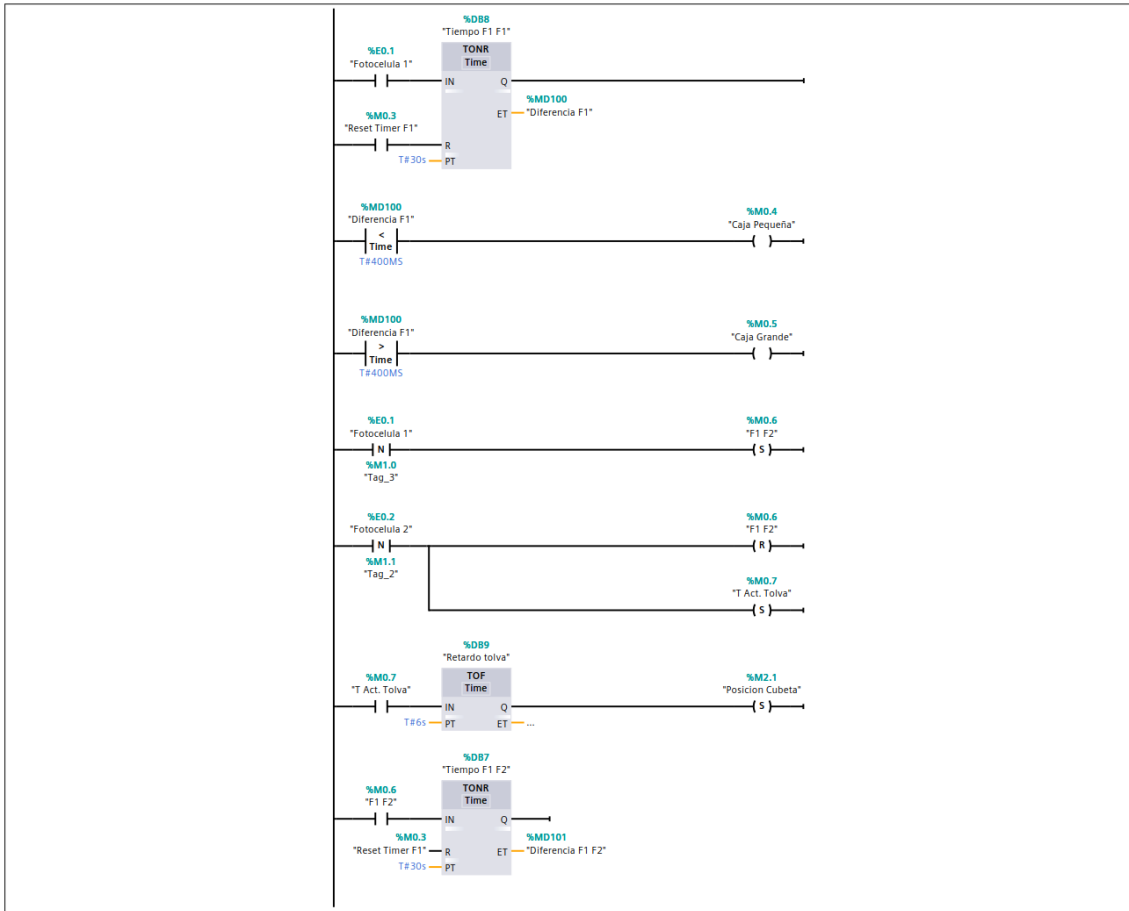 %DB8
"Tiempo F1 F1"
TONR
Time
%E0.1
"Fotocelula 1"
IN
Q
%MD100
ET
"Diferencia F1"
%M0.3
"Reset Timer F1"
R
T#30s
PT
%MD100
"Diferencia F1"
<
Time
T#400MS
%M0.4
"Caja Pequeña"
%MD100
"Diferencia F1"
>
Time
T#400MS
%M0.5
"Caja Grande"
%E0.1
"Fotocelula 1"
N
%M1.0
"Tag_3"
%M0.6
"F1 F2"
S
%E0.2
"Fotocelula 2"
N
%M1.1
"Tag_2"
%M0.6
"F1 F2"
R
%M0.7
"T Act. Tolva"
S
%DB9
"Retardo tolva"
TOF
Time
%M0.7
"T Act. Tolva"
IN
Q
T#6s
PT
ET
...
%M2.1
"Posicion Cubeta"
S
%DB7
"Tiempo F1 F2"
TONR
Time
%M0.6
"F1 F2"
IN
Q
%M0.3
"Reset Timer F1"
R
%MD101
ET
"Diferencia F1 F2"
T#30s
PT